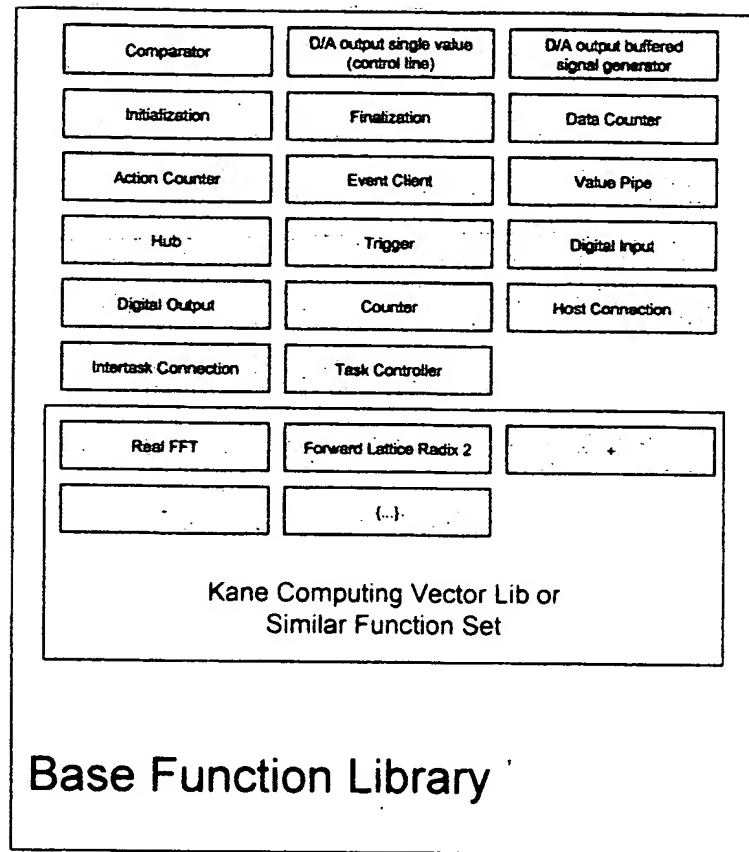 Comparator
D/A output single value
(control line)
D/A output buffered
signal generator
Initialization
Finalization
Data Counter
Action Counter
Event Client
Value Pipe
Hub
Trigger
Digital Input
Digital Output
Counter
Host Connection
Intertask Connection
Task Controller
Real FFT
Forward Lattice Radix 2
+
-
{...}
Kane Computing Vector Lib or
Similar Function Set
Base Function Library